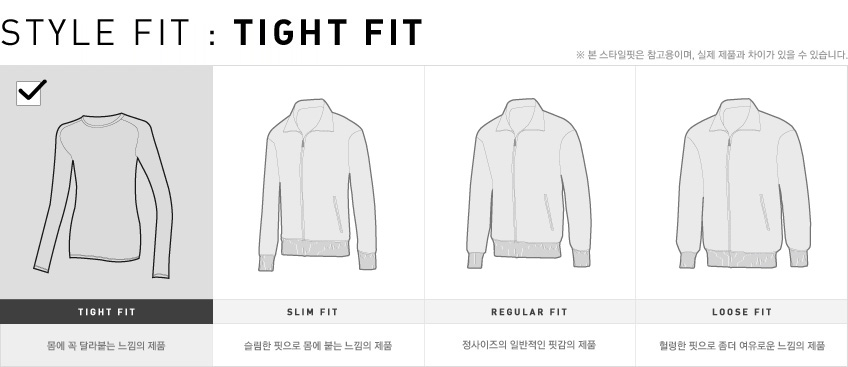 STYLE FIT : TIGHT FIT
※ 본 스타일핏은 참고용이며, 실제 제품과 차이가 있을 수 있습니다.
TIGHT FIT
SLIM FIT
REGULAR FIT
LOOSE FIT
몸에 꼭 달라붙는 느낌의 제품
슬림한 핏으로 몸에 붙는 느낌의 제품
정사이즈의 일반적인 핏감의 제품
헐렁한 핏으로 좀더 여유로운 느낌의 제품